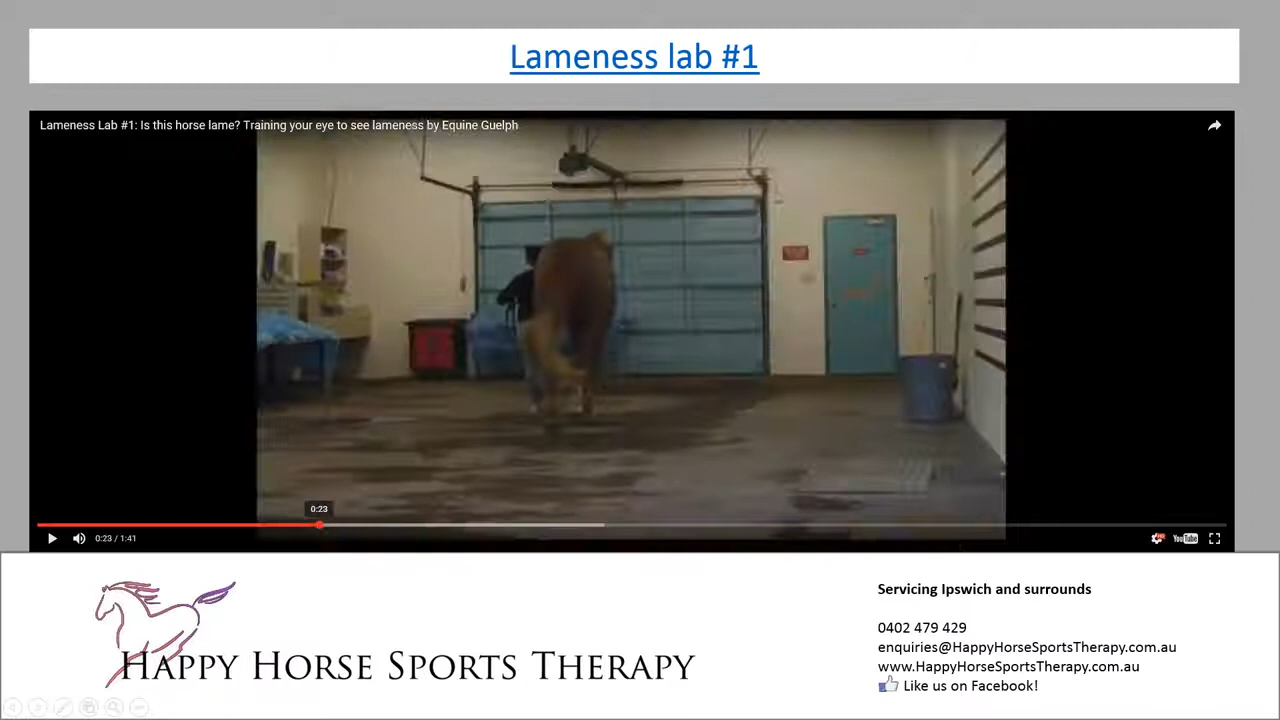 Lameness lab #1
Lameness Lab #1: Is this horse lame? Training your eye to see lameness by Equine Guelph
0:23
0:23 / 1:41
YouTube
HAPPY HORSE SPORTS THERAPY
Servicing Ipswich and surrounds
0402 479 429
enquiries@HappyHorseSportsTherapy.com.au
www.HappyHorseSportsTherapy.com.au
Like us on Facebook!